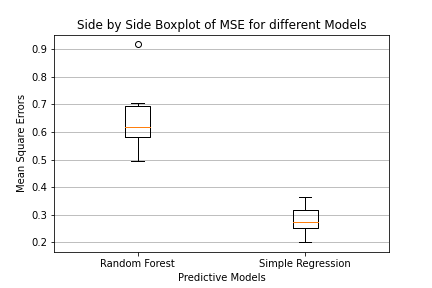 Side by Side Boxplot of MSE for different Models
Mean Square Errors
0.9
0.8
0.7
0.6
0.5
0.4
0.3
0.2
Random Forest
Simple Regression
Predictive Models